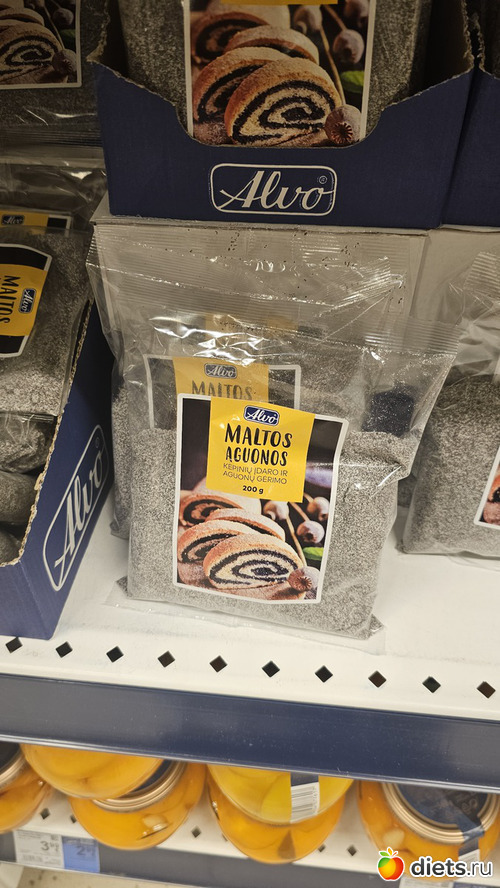 Alvo
Alvo
MALTOS
Alvo
MALTOS
Alvo
MALTOS
AGUONOS
KEPINIŲ ĮDARO IR
AGUONŲ GĖRIMO
200 g
Alvo
diets.ru